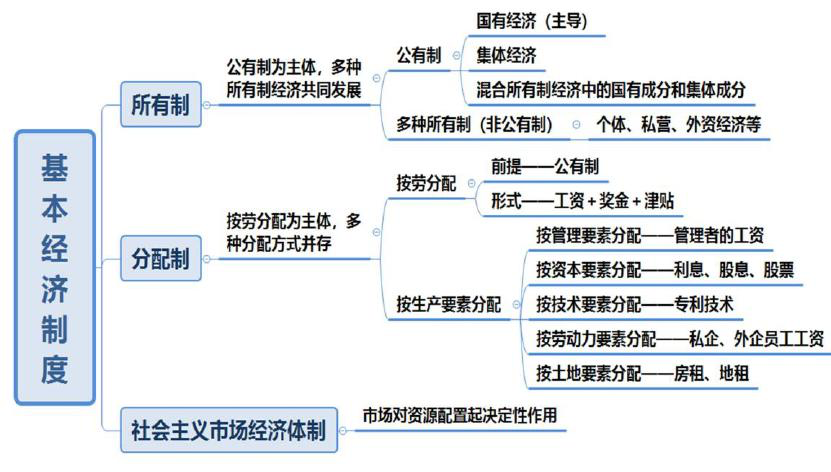 基本经济制度
所有制
公有制为主体，多种
所有制经济共同发展
公有制
国有经济（主导）
集体经济
混合所有制经济中的国有成分和集体成分
多种所有制（非公有制）
个体、私营、外资经济等
分配制
按劳分配为主体，多
种分配方式并存
按劳分配
前提——公有制
形式——工资＋奖金＋津贴
按生产要素分配
按管理要素分配——管理者的工资
按资本要素分配——利息、股息、股票
按技术要素分配——专利技术
按劳动力要素分配——私企、外企员工工资
按土地要素分配——房租、地租
社会主义市场经济体制
市场对资源配置起决定性作用